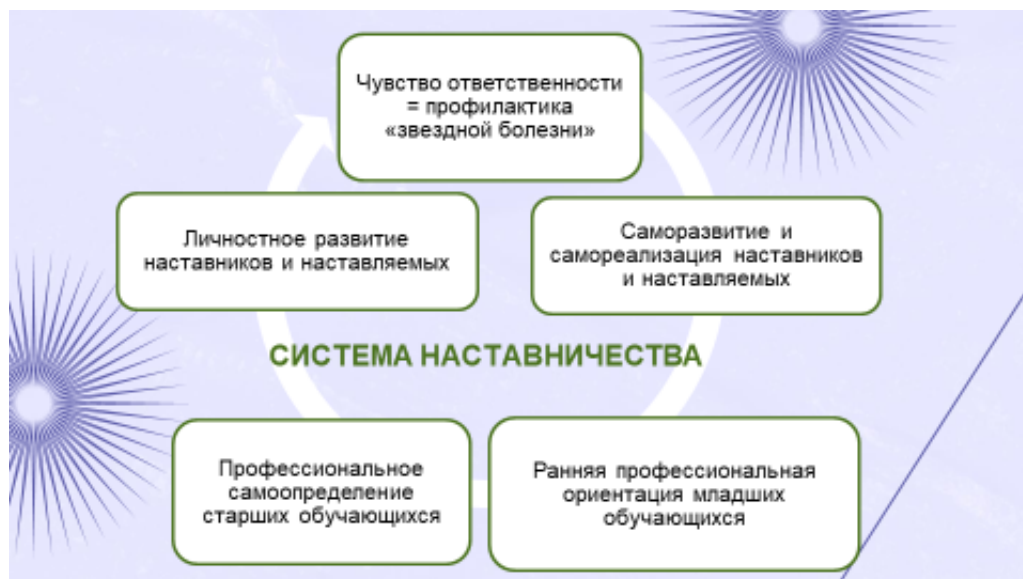 Чувство ответственности
= профилактика
«звездной болезни»
Личностное развитие
наставников и наставляемых
Саморазвитие и
самореализация наставников
и наставляемых
СИСТЕМА НАСТАВНИЧЕСТВА
Профессиональное
самоопределение
старших обучающихся
Ранняя профессиональная
ориентация младших
обучающихся